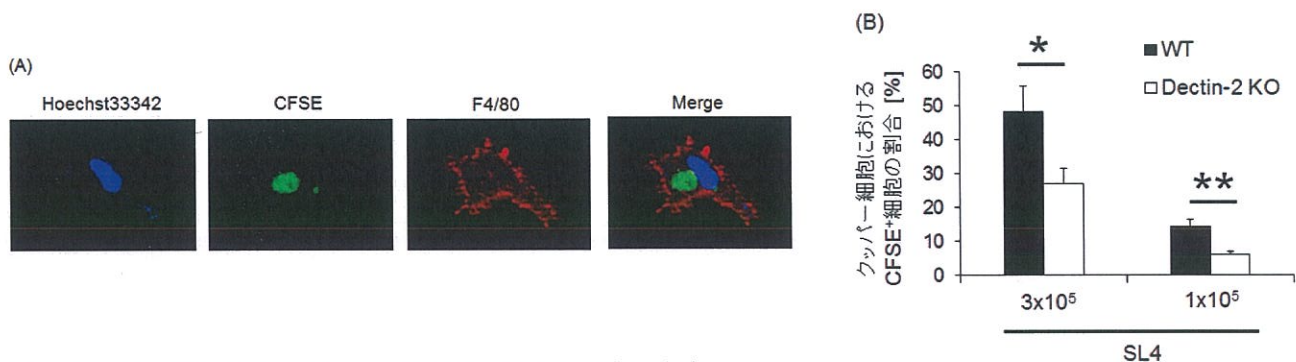 (A)
Hoechst33342
CFSE
F4/80
Merge
(B)
クッパー細胞における
CFSE⁺細胞の割合 [%]
*
**
WT
Dectin-2 KO
60
50
40
30
20
10
0
3x10⁵
1x10⁵
SL4